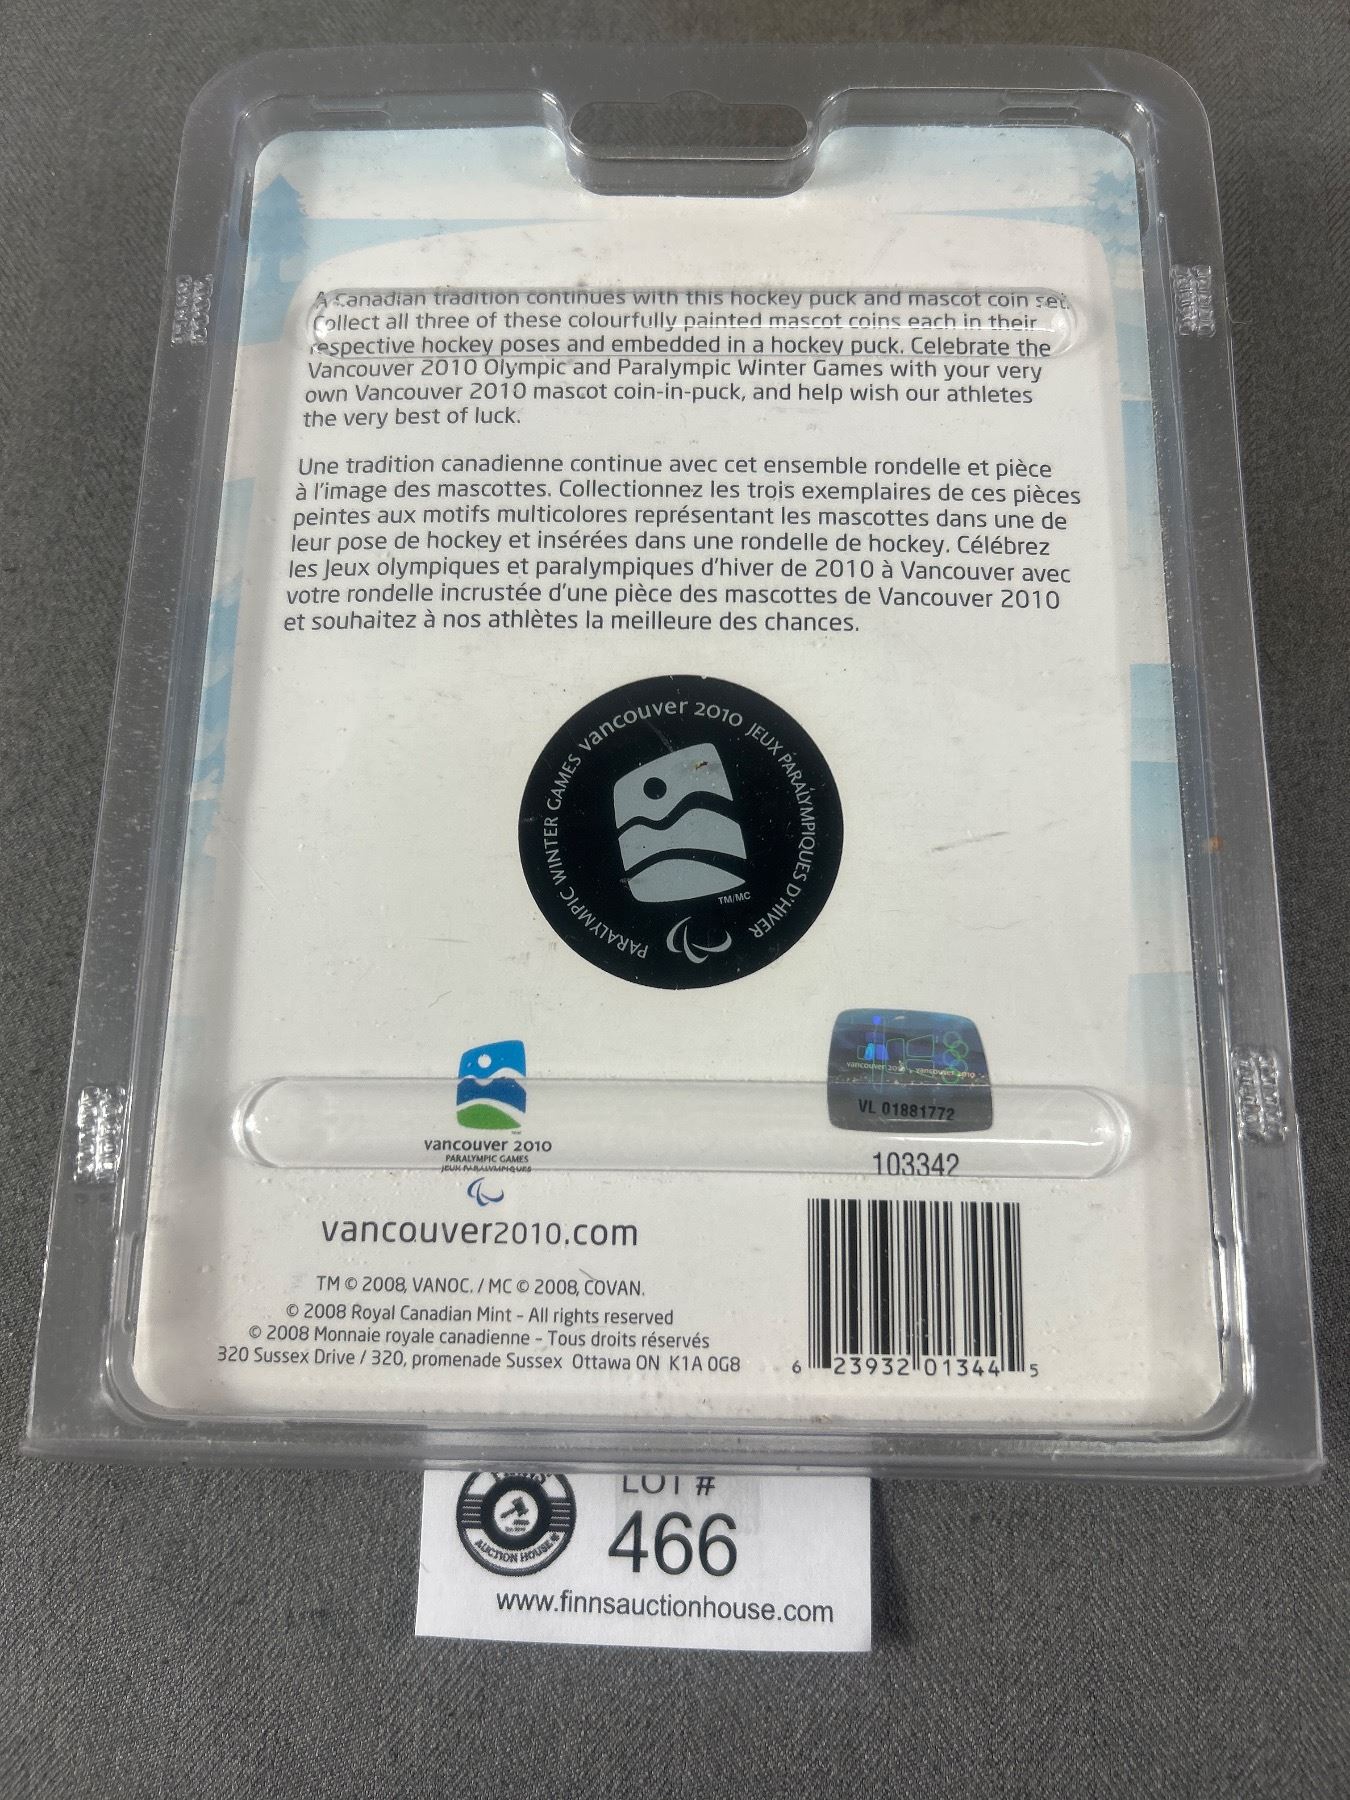 A Canadian tradition continues with this hockey puck and mascot coin set.
Collect all three of these colourfully painted mascot coins each in their
respective hockey poses and embedded in a hockey puck. Celebrate the
Vancouver 2010 Olympic and Paralympic Winter Games with your very
own Vancouver 2010 mascot coin-in-puck, and help wish our athletes
the very best of luck.
Une tradition canadienne continue avec cet ensemble rondelle et pièce
à l'image des mascottes. Collectionnez les trois exemplaires de ces pièces
peintes aux motifs multicolores représentant les mascottes dans une de
leur pose de hockey et insérées dans une rondelle de hockey. Célébrez
les Jeux olympiques et paralympiques d'hiver de 2010 à Vancouver avec
votre rondelle incrustée d'une pièce des mascottes de Vancouver 2010
et souhaitez à nos athlètes la meilleure des chances.
PARALYMPIC WINTER GAMES vancouver 2010 JEUX PARALYMPIQUES D'HIVER
TM/MC
vancouver 2010 vancouver 2010
VL 01881772
103342
vancouver 2010
PARALYMPIC GAMES
JEUX PARALYMPIQUES
vancouver2010.com
TM © 2008, VANOC. / MC © 2008, COVAN.
© 2008 Royal Canadian Mint – All rights reserved
© 2008 Monnaie royale canadienne – Tous droits réservés
320 Sussex Drive / 320, promenade Sussex Ottawa ON K1A 0G8
6 23932 01344 5
LOT #
466
AUCTION HOUSE
www.finnsauctionhouse.com